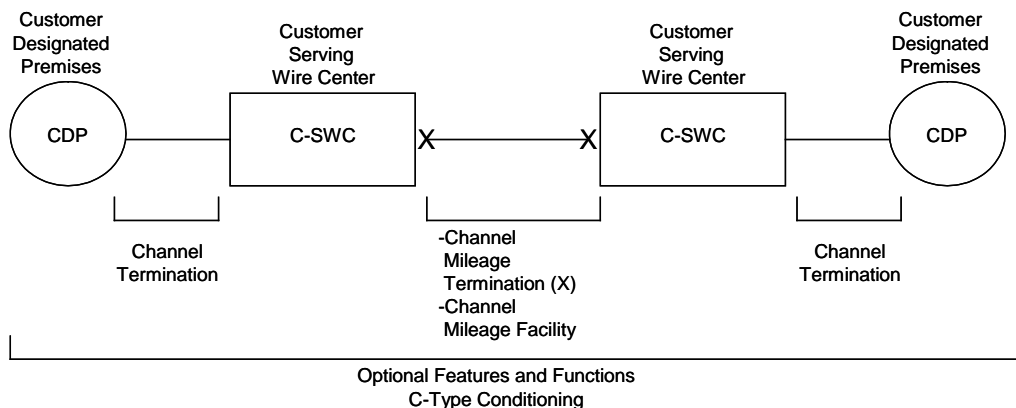 Customer
Designated
Premises
Customer
Serving
Wire Center
Customer
Serving
Wire Center
Customer
Designated
Premises
CDP
C-SWC
X
X
C-SWC
CDP
Channel
Termination
-Channel
Mileage
Termination (X)
-Channel
Mileage Facility
Channel
Termination
Optional Features and Functions
C-Type Conditioning